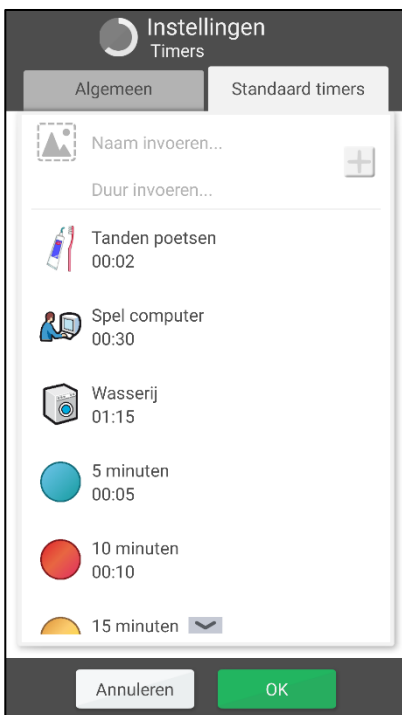 Instellingen
Timers
Algemeen
Standaard timers
Naam invoeren...
Duur invoeren...
Tanden poetsen
00:02
Spel computer
00:30
Wasserij
01:15
5 minuten
00:05
10 minuten
00:10
15 minuten
Annuleren
OK